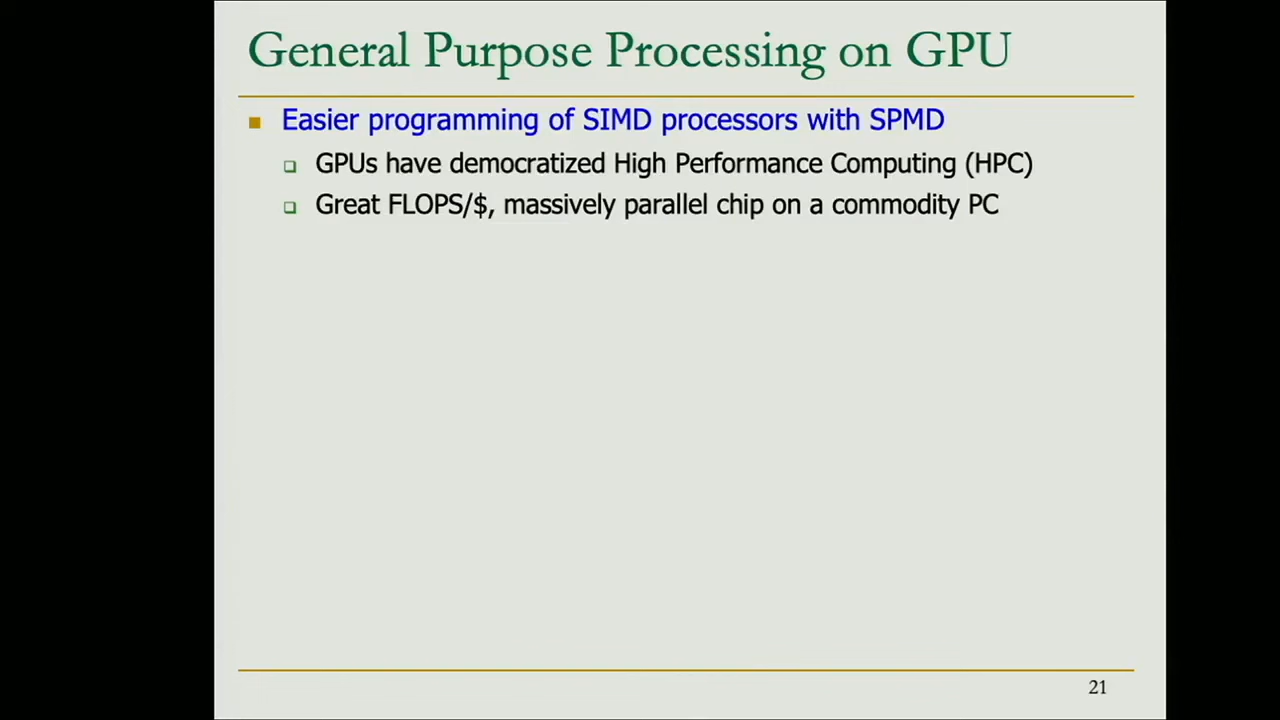 General Purpose Processing on GPU
Easier programming of SIMD processors with SPMD
GPUs have democratized High Performance Computing (HPC)
Great FLOPS/$, massively parallel chip on a commodity PC
21